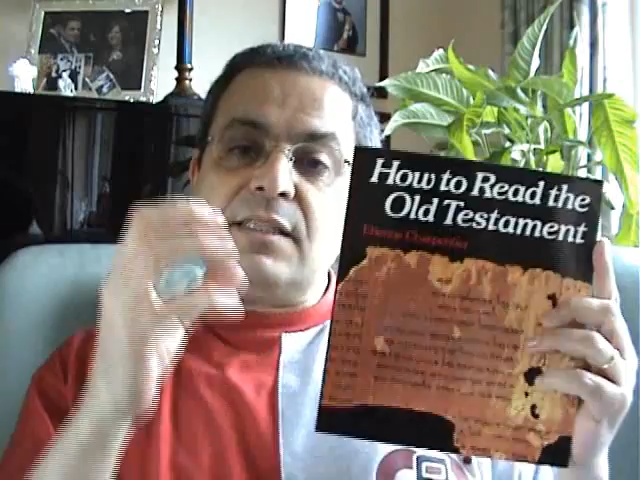 How to Read the
Old Testament
Etienne Charpentier